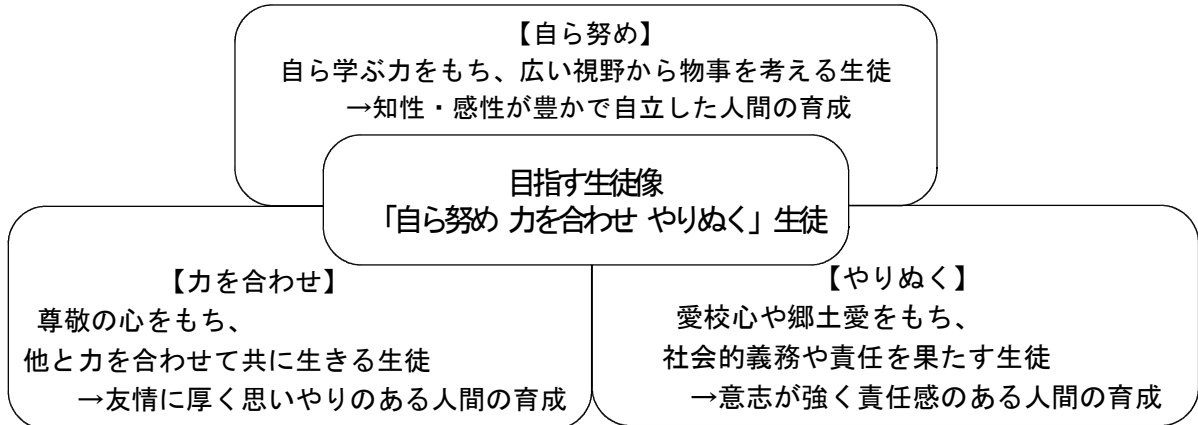 【自ら努め】
自ら学ぶ力をもち、広い視野から物事を考える生徒
→知性・感性が豊かで自立した人間の育成
目指す生徒像
「自ら努め 力を合わせ やりぬく」生徒
【力を合わせ】
尊敬の心をもち、
他と力を合わせて共に生きる生徒
→友情に厚く思いやりのある人間の育成
【やりぬく】
愛校心や郷土愛をもち、
社会的義務や責任を果たす生徒
→意志が強く責任感のある人間の育成